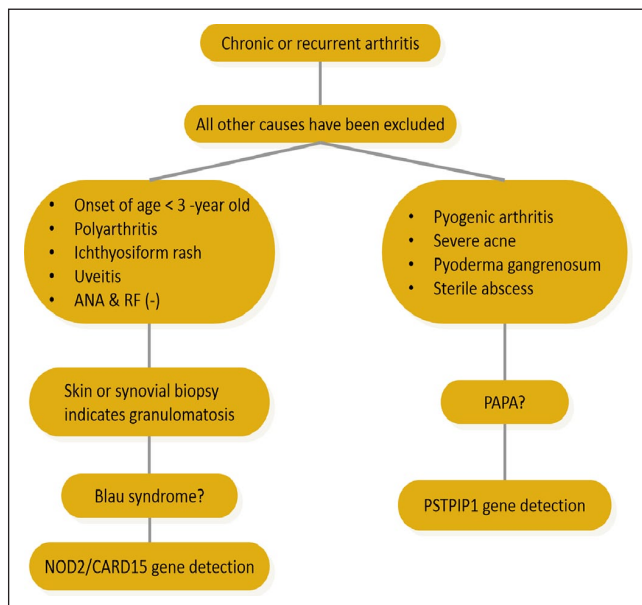 Chronic or recurrent arthritis
All other causes have been excluded
• Onset of age < 3 -year old
• Polyarthritis
• Ichthyosiform rash
• Uveitis
• ANA & RF (-)
• Pyogenic arthritis
• Severe acne
• Pyoderma gangrenosum
• Sterile abscess
Skin or synovial biopsy
indicates granulomatosis
PAPA?
Blau syndrome?
PSTPIP1 gene detection
NOD2/CARD15 gene detection